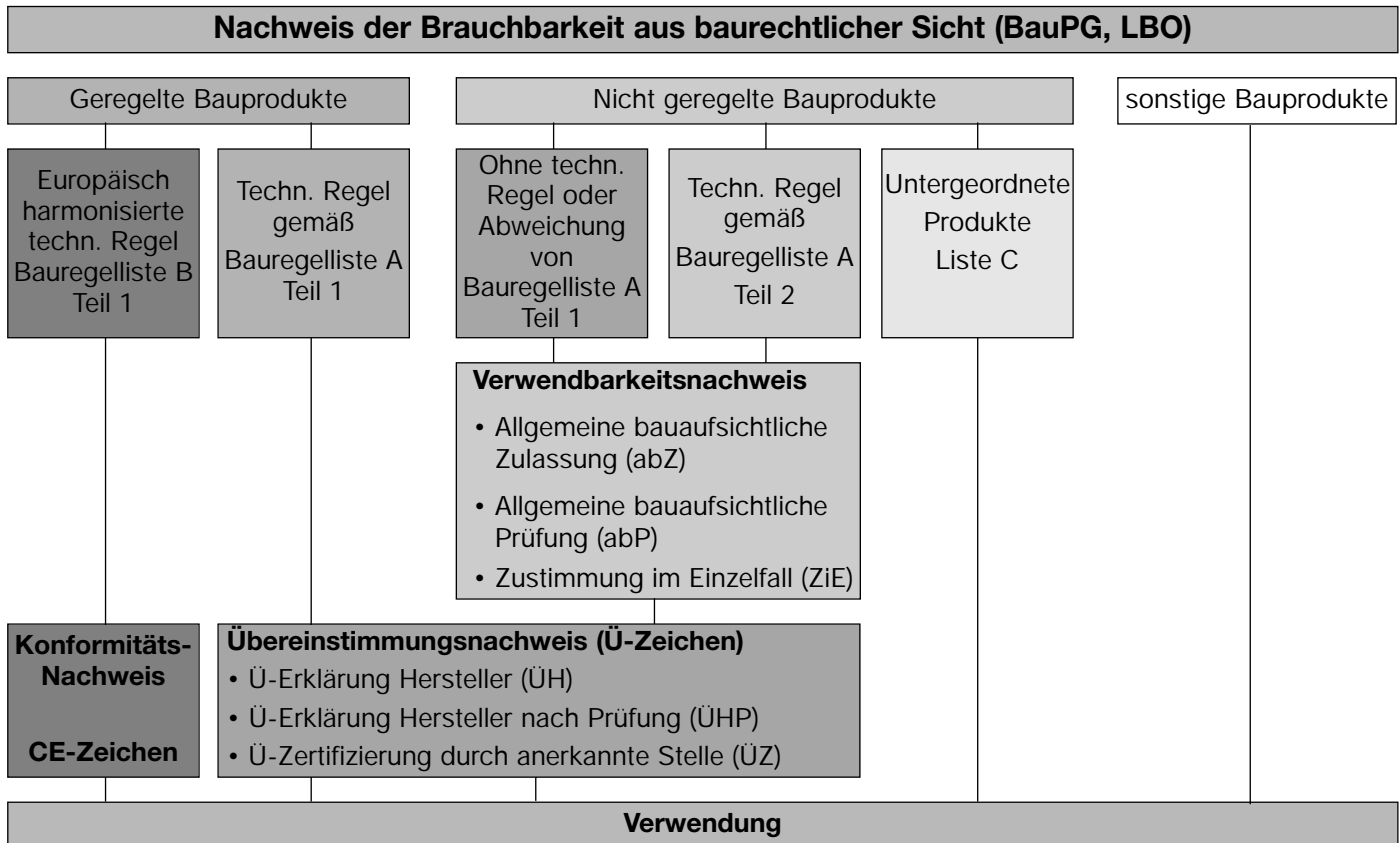 Nachweis der Brauchbarkeit aus baurechtlicher Sicht (BauPG, LBO)
Geregelte Bauprodukte
Nicht geregelte Bauprodukte
sonstige Bauprodukte
Europäisch
harmonisierte
techn. Regel
Bauregelliste B
Teil 1
Techn. Regel
gemäß
Bauregelliste A
Teil 1
Ohne techn.
Regel oder
Abweichung
von
Bauregelliste A
Teil 1
Techn. Regel
gemäß
Bauregelliste A
Teil 2
Untergeordnete
Produkte
Liste C
Verwendbarkeitsnachweis
• Allgemeine bauaufsichtliche
Zulassung (abZ)
• Allgemeine bauaufsichtliche
Prüfung (abP)
• Zustimmung im Einzelfall (ZiE)
Konformitäts-
Nachweis
CE-Zeichen
Übereinstimmungsnachweis (Ü-Zeichen)
• Ü-Erklärung Hersteller (ÜH)
• Ü-Erklärung Hersteller nach Prüfung (ÜHP)
• Ü-Zertifizierung durch anerkannte Stelle (ÜZ)
Verwendung